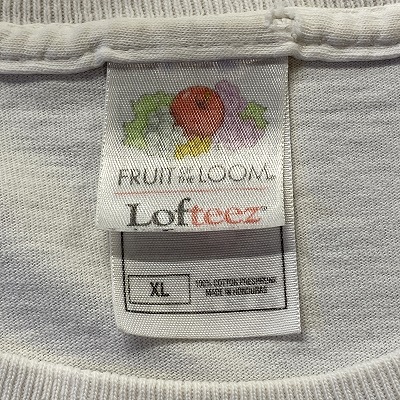 FRUIT OF THE LOOM®
Lofteez®
XL
100% COTTON PRESHRUNK
MADE IN HONDURAS